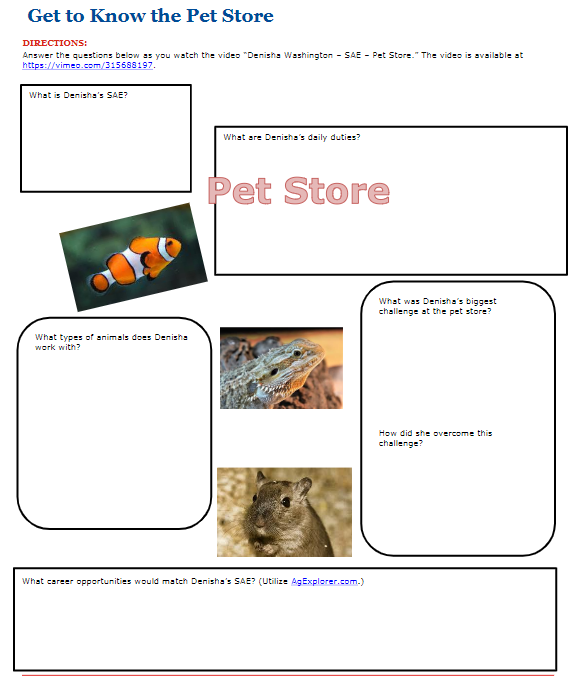 Get to Know the Pet Store
DIRECTIONS:
Answer the questions below as you watch the video "Denisha Washington – SAE – Pet Store." The video is available at
https://vimeo.com/315688197.
What is Denisha's SAE?
What are Denisha's daily duties?
Pet Store
What was Denisha's biggest
challenge at the pet store?
What types of animals does Denisha
work with?
How did she overcome this
challenge?
What career opportunities would match Denisha's SAE? (Utilize AgExplorer.com.)